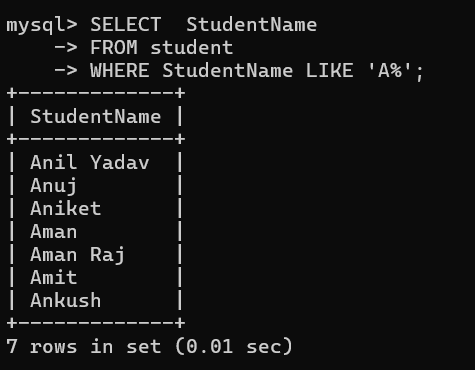 mysql> SELECT  StudentName
    -> FROM student
    -> WHERE StudentName LIKE 'A%';
+-------------+
| StudentName |
+-------------+
| Anil Yadav  |
| Anuj        |
| Aniket      |
| Aman        |
| Aman Raj    |
| Amit        |
| Ankush      |
+-------------+
7 rows in set (0.01 sec)